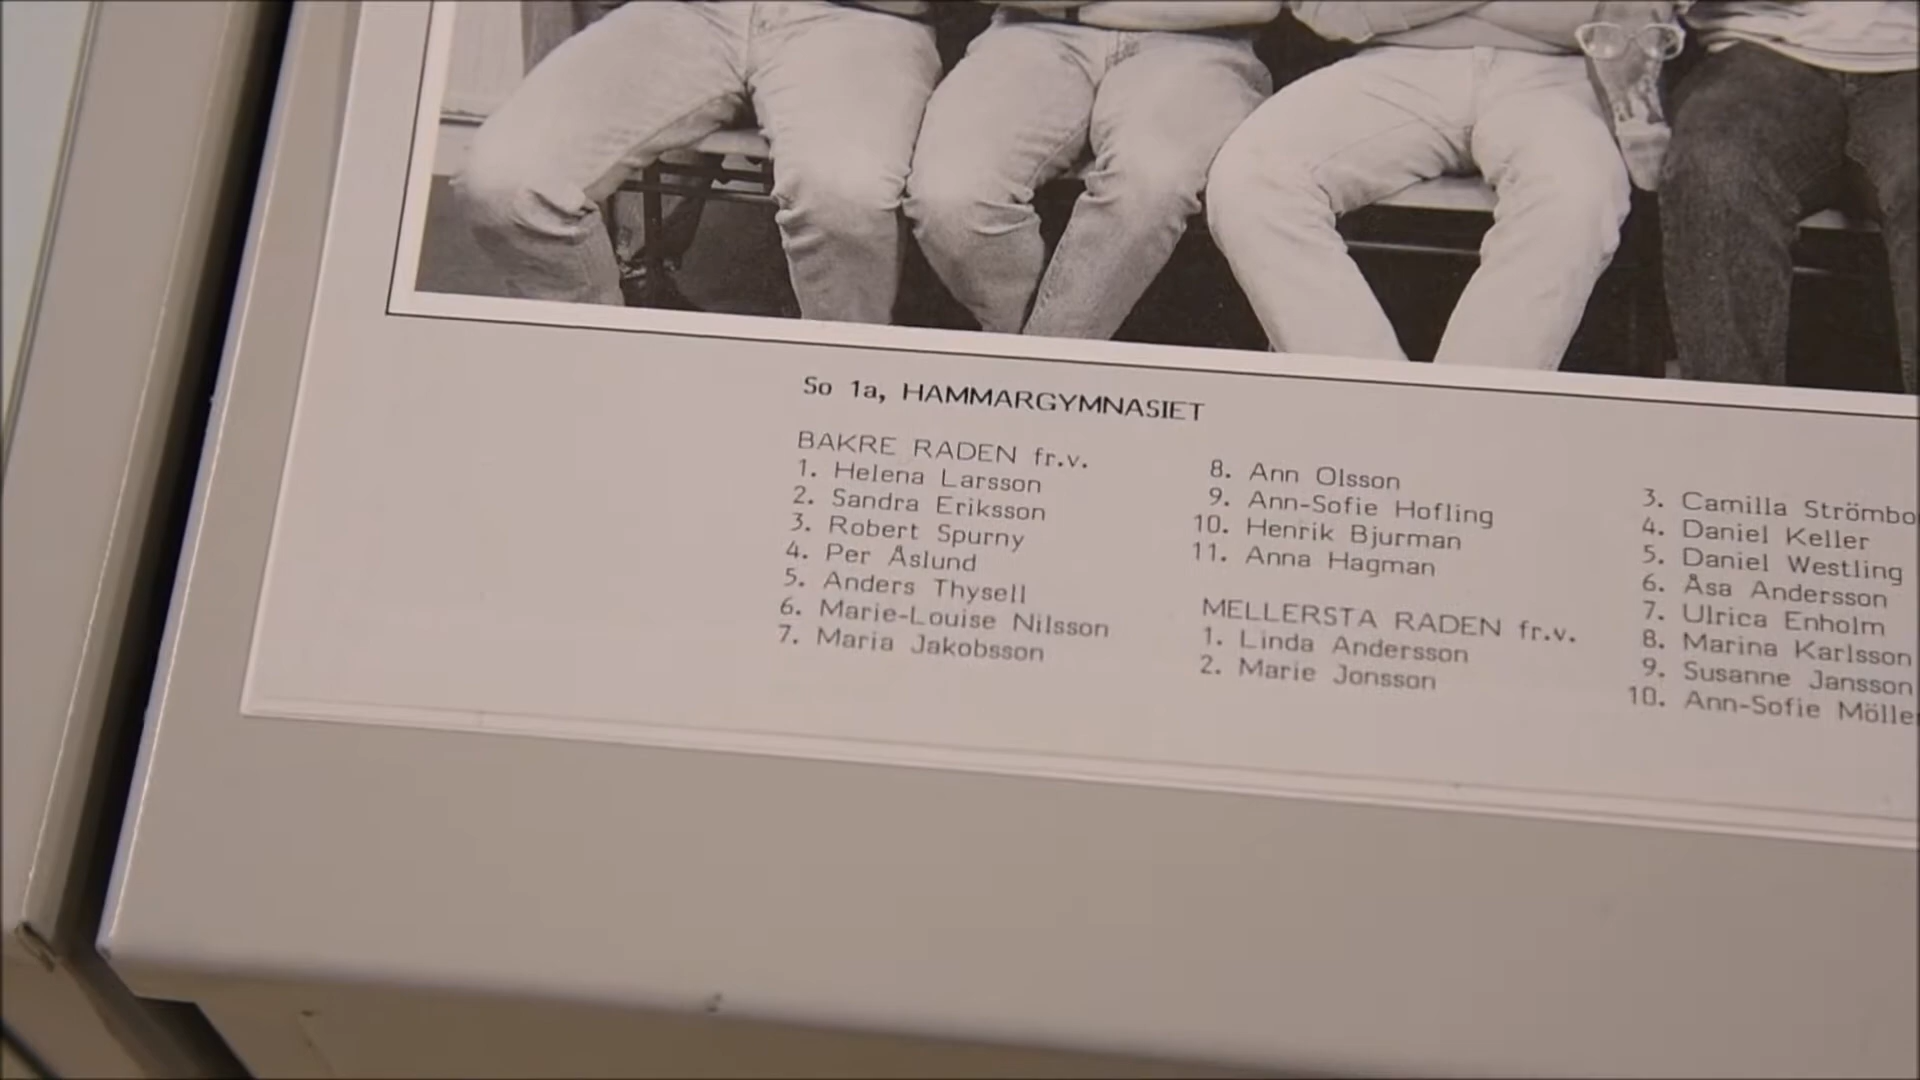 So 1a, HAMMARGYMNASIET
BAKRE RADEN fr.v.
1. Helena Larsson
2. Sandra Eriksson
3. Robert Spurny
4. Per Åslund
5. Anders Thysell
6. Marie-Louise Nilsson
7. Maria Jakobsson
8. Ann Olsson
9. Ann-Sofie Hofling
10. Henrik Bjurman
11. Anna Hagman
MELLERSTA RADEN fr.v.
1. Linda Andersson
2. Marie Jonsson
3. Camilla
4. Daniel Keller
5. Daniel Westling
6. Åsa Andersson
7. Ulrica Enholm
8. Marina Karlsson
9. Susanne Jansson
10. Ann-Sofie